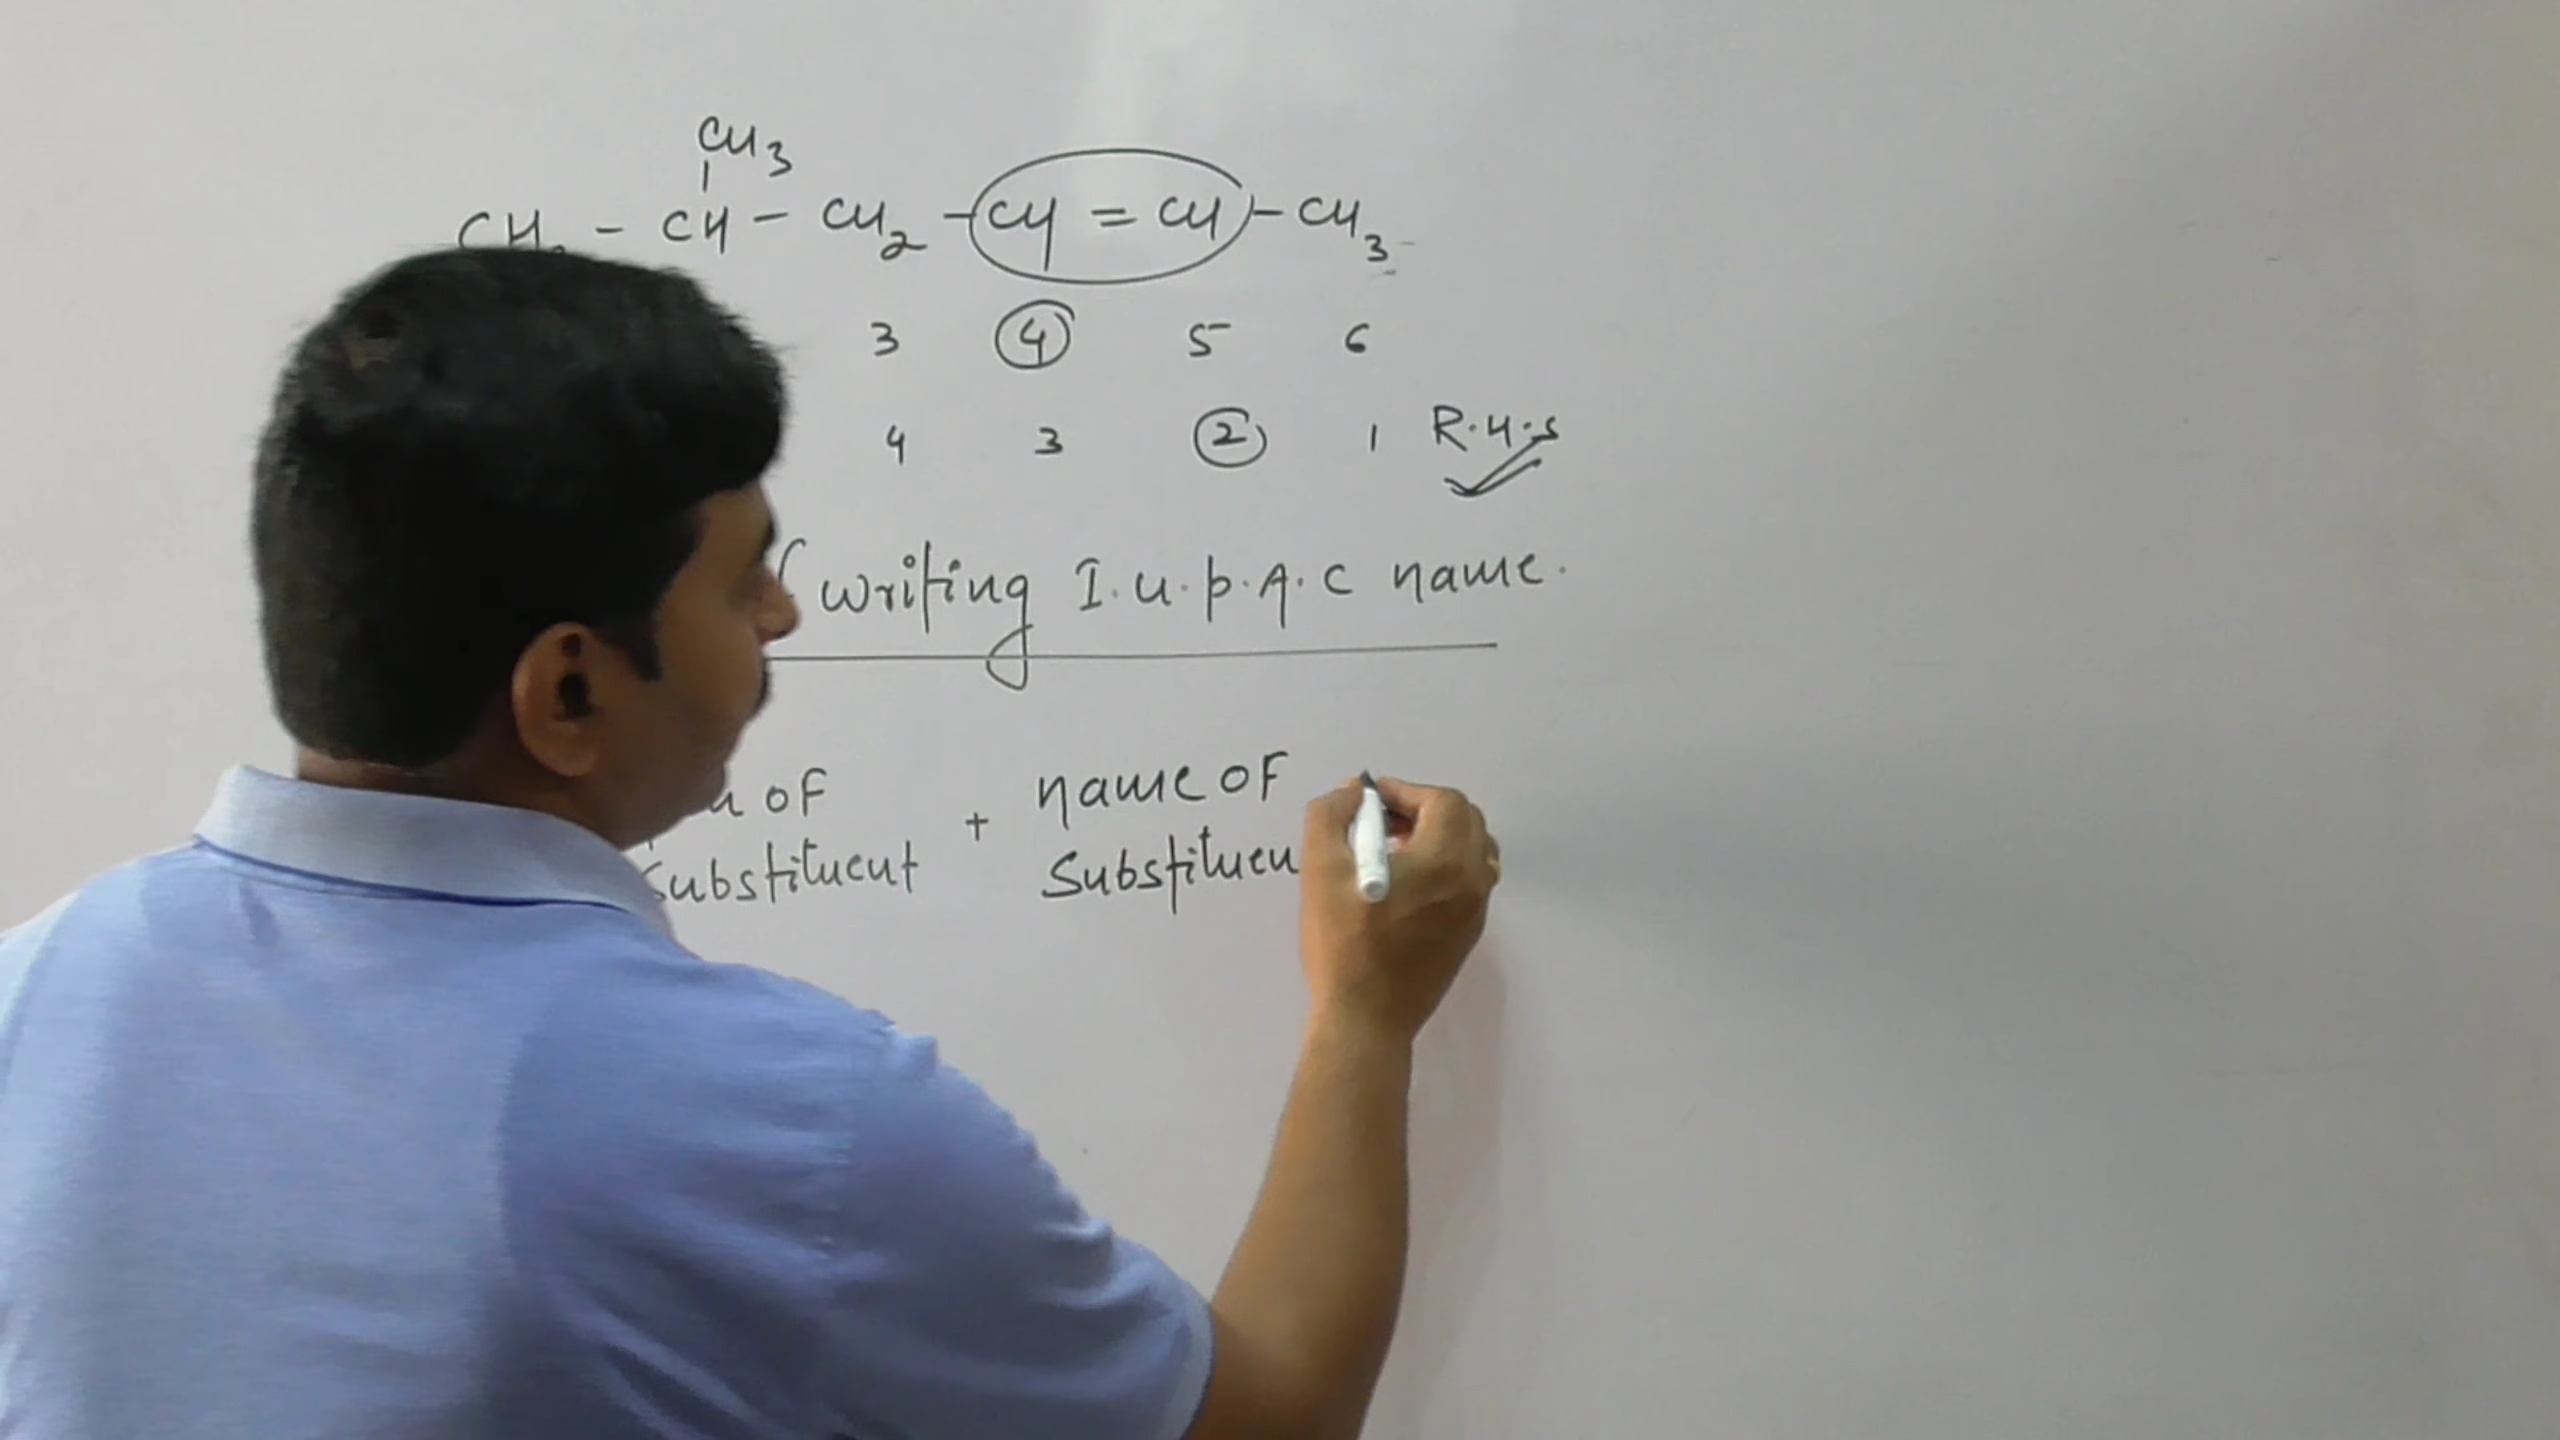 CH3
CH - CH - CH2 - CH = CH - CH3
3 4 5 6
4 3 2 1 R.H.S
writing I.U.P.A.C name.
of + name of
Substituent Substituen